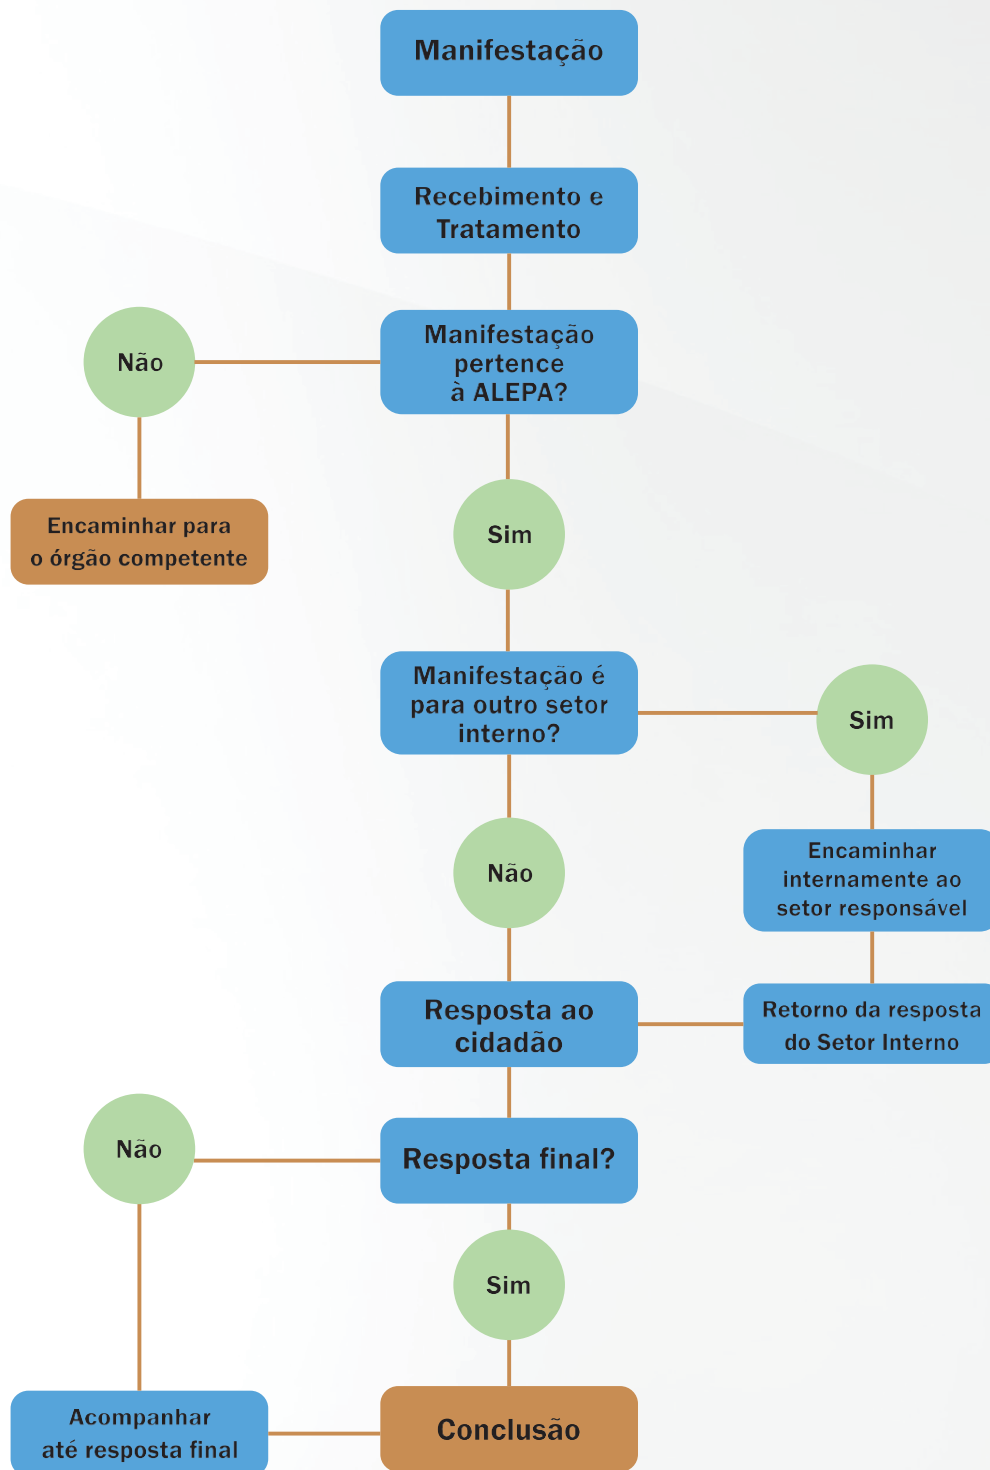 Manifestação
Recebimento e
Tratamento
Manifestação
pertence
à ALEPA?
Não
Encaminhar para
o órgão competente
Sim
Manifestação é
para outro setor
interno?
Sim
Encaminhar
internamente ao
setor responsável
Não
Retorno da resposta
do Setor Interno
Resposta ao
cidadão
Resposta final?
Não
Sim
Acompanhar
até resposta final
Conclusão